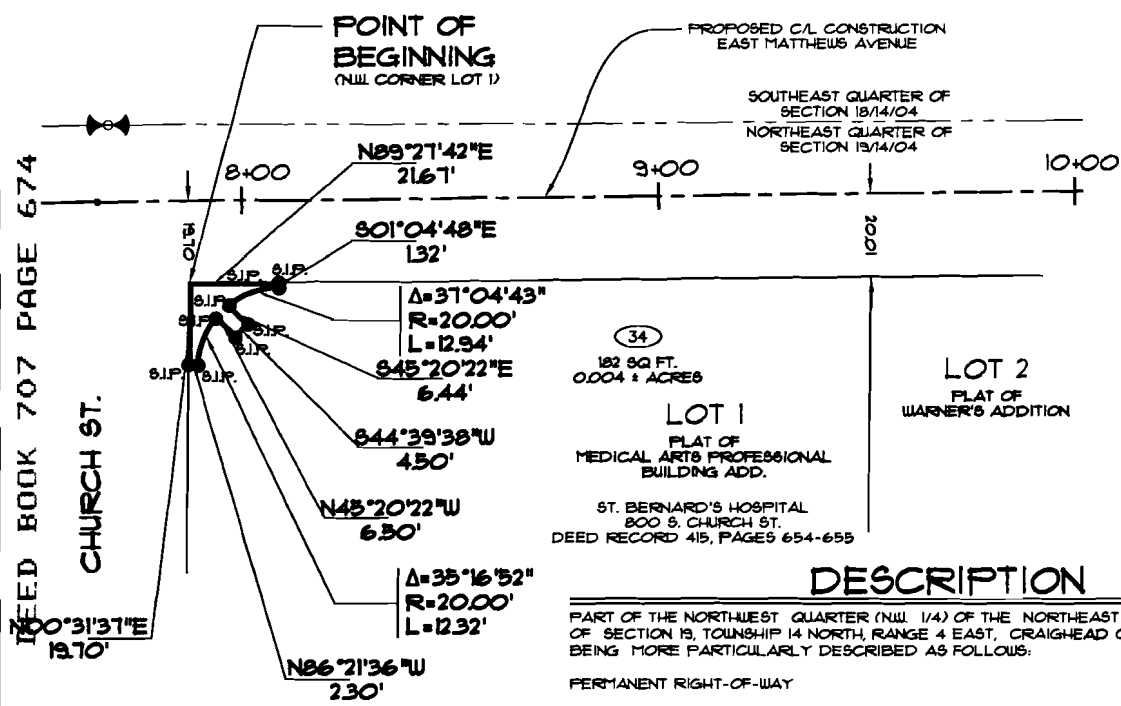 POINT OF
BEGINNING
(N.W. CORNER LOT 1)
PROPOSED C/L CONSTRUCTION
EAST MATTHEWS AVENUE
SOUTHEAST QUARTER OF
SECTION 18/14/04
NORTHEAST QUARTER OF
SECTION 19/14/04
N89°27'42"E
21.67'
8+00
9+00
10+00
19.70
20.01
S01°04'48"E
1.32'
S.I.P.
S.I.P.
S.I.P.
S.I.P.
S.I.P.
S.I.P.
S.I.P.
S.I.P.
Δ=37°04'43"
R=20.00'
L=12.94'
S45°20'22"E
6.44'
S44°39'38"W
4.50'
N45°20'22"W
6.50'
Δ=35°16'52"
R=20.00'
L=12.32'
N86°21'36"W
2.30'
N00°31'37"E
19.70'
CHURCH ST.
DEED BOOK 707 PAGE 674
34
182 SQ FT.
0.004 ± ACRES
LOT 1
PLAT OF
MEDICAL ARTS PROFESSIONAL
BUILDING ADD.
ST. BERNARD'S HOSPITAL
800 S. CHURCH ST.
DEED RECORD 415, PAGES 654-655
LOT 2
PLAT OF
WARNER'S ADDITION
DESCRIPTION
PART OF THE NORTHWEST QUARTER (N.W. 1/4) OF THE NORTHEAST
OF SECTION 19, TOWNSHIP 14 NORTH, RANGE 4 EAST, CRAIGHEAD
BEING MORE PARTICULARLY DESCRIBED AS FOLLOWS:
PERMANENT RIGHT-OF-WAY